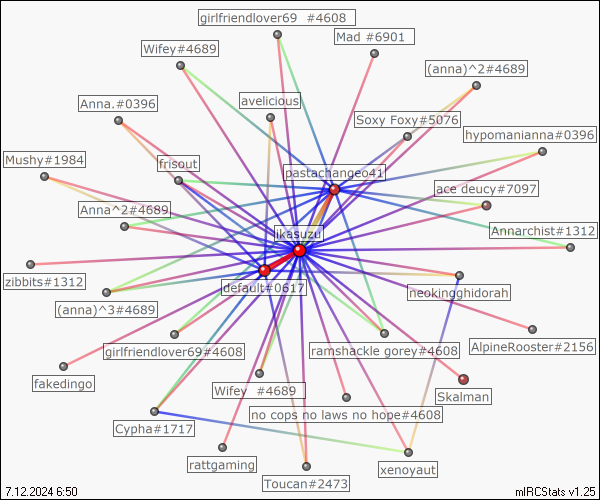 girlfriendlover69  #4608
Mad #6901
Wifey#4689
(anna)^2#4689
Anna.#0396
avelicious
Soxy Foxy#5076
hypomanianna#0396
Mushy#1984
frisout
pastachangeo41
ace deucy#7097
Anna^2#4689
ikasuzu
Annarchist#1312
zibbits#1312
default#0617
neokingghidorah
(anna)^3#4689
girlfriendlover69#4608
ramshackle gorey#4608
AlpineRooster#2156
fakedingo
Wifey  #4689
Skalman
no cops no laws no hope#4608
Cypha#1717
rattgaming
xenoyaut
Toucan#2473
7.12.2024 6:50
mIRCStats v1.25